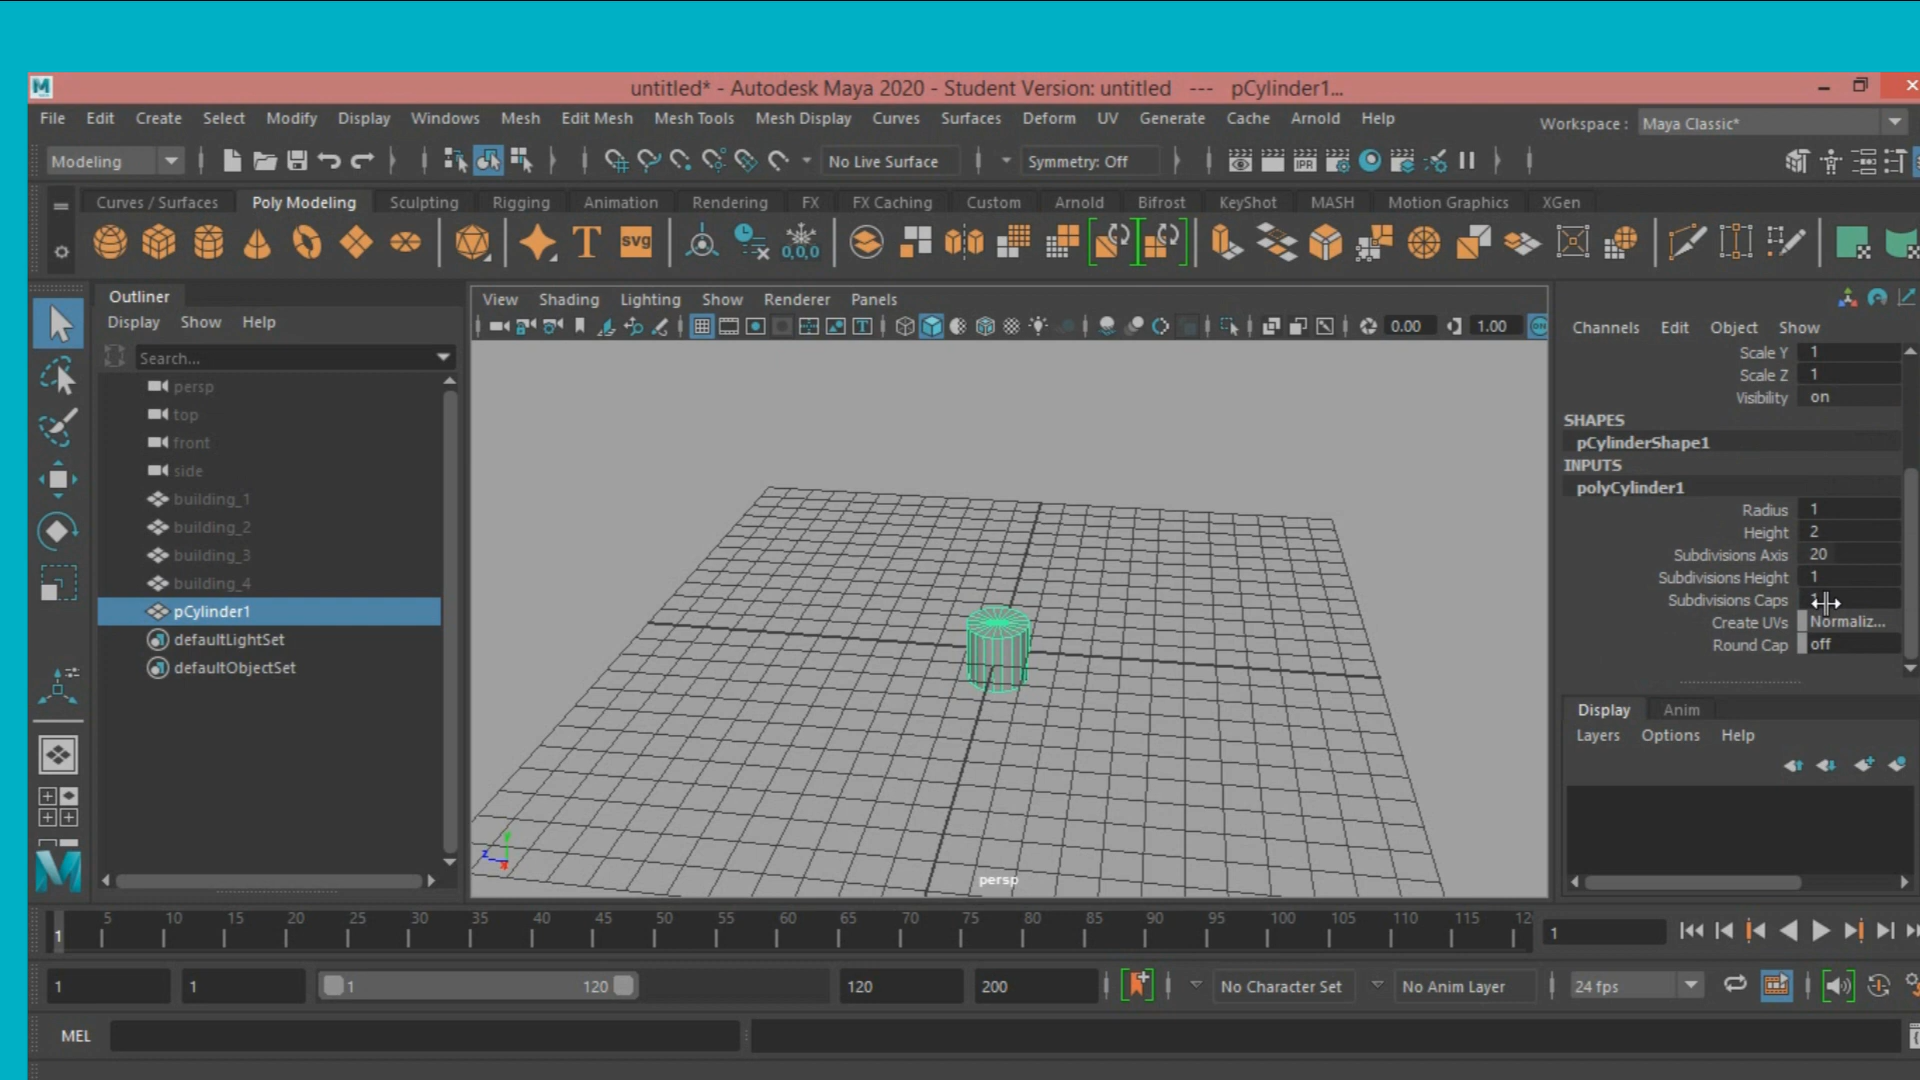 untitled* - Autodesk Maya 2020 - Student Version: untitled --- pCylinder1...
File Edit Create Select Modify Display Windows Mesh Edit Mesh Mesh Tools Mesh Display Curves Surfaces Deform UV Generate Cache Arnold Help
Workspace: Maya Classic*
Modeling No Live Surface Symmetry: Off
IPR
Curves / Surfaces Poly Modeling Sculpting Rigging Animation Rendering FX FX Caching Custom Arnold Bifrost KeyShot MASH Motion Graphics XGen
T SVG 0,0,0
Outliner
Display Show Help
Search...
persp
top
front
side
building_1
building_2
building_3
building_4
pCylinder1
defaultLightSet
defaultObjectSet
View Shading Lighting Show Renderer Panels
0.00 1.00 ON
z
persp
Channels Edit Object Show
Scale Y 1
Scale Z 1
Visibility on
SHAPES
pCylinderShape1
INPUTS
polyCylinder1
Radius 1
Height 2
Subdivisions Axis 20
Subdivisions Height 1
Subdivisions Caps 1
Create UVs Normaliz...
Round Cap off
Display Anim
Layers Options Help
5 10 15 20 25 30 35 40 45 50 55 60 65 70 75 80 85 90 95 100 105 110 115 12
1
1
1 1 1 120 120 200 No Character Set No Anim Layer 24 fps
MEL